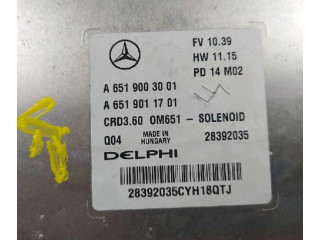 FV 10.39
HW 11.15
PD 14 M02
A 651 900 30 01
A 651 901 17 01
CRD3.60 OM651 - SOLENOID
Q04 MADE IN HUNGARY 28392035
DELPHI
28392035CYH18QTJ